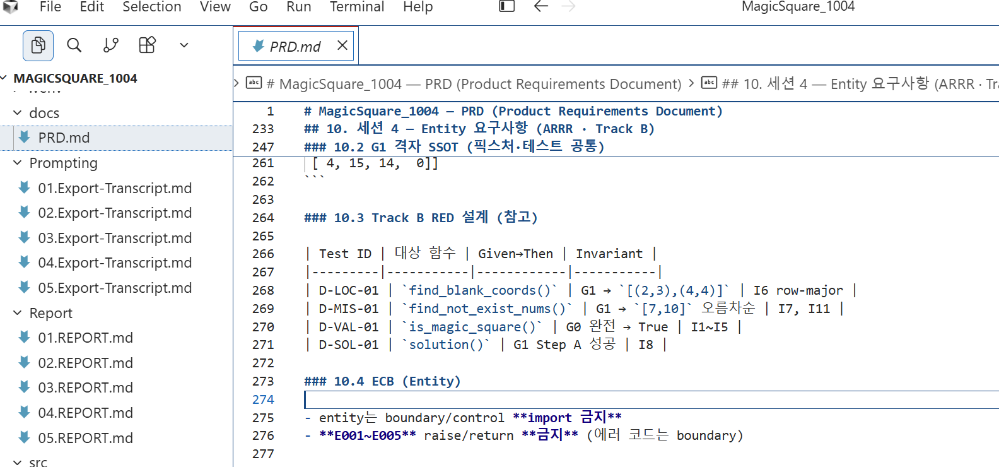 File Edit Selection View Go Run Terminal Help MagicSquare_1004
PRD.md
MAGICSQUARE_1004
docs
PRD.md
Prompting
01.Export-Transcript.md
02.Export-Transcript.md
03.Export-Transcript.md
04.Export-Transcript.md
05.Export-Transcript.md
Report
01.REPORT.md
02.REPORT.md
03.REPORT.md
04.REPORT.md
05.REPORT.md
src
# MagicSquare_1004 — PRD (Product Requirements Document) > ## 10. 세션 4 — Entity 요구사항 (ARRR · Tra
1 # MagicSquare_1004 — PRD (Product Requirements Document)
233 ## 10. 세션 4 — Entity 요구사항 (ARRR · Track B)
247 ### 10.2 G1 격자 SSOT (픽스처·테스트 공통)
261 [ 4, 15, 14,  0]]
262 ```
263
264 ### 10.3 Track B RED 설계 (참고)
265
266 | Test ID | 대상 함수 | Given→Then | Invariant |
267 |---------|-----------|------------|-----------|
268 | D-LOC-01 | `find_blank_coords()` | G1 → `[(2,3),(4,4)]` | I6 row-major |
269 | D-MIS-01 | `find_not_exist_nums()` | G1 → `[7,10]` 오름차순 | I7, I11 |
270 | D-VAL-01 | `is_magic_square()` | G0 완전 → True | I1~I5 |
271 | D-SOL-01 | `solution()` | G1 Step A 성공 | I8 |
272
273 ### 10.4 ECB (Entity)
274
275 - entity는 boundary/control **import 금지**
276 - **E001~E005** raise/return **금지** (에러 코드는 boundary)
277